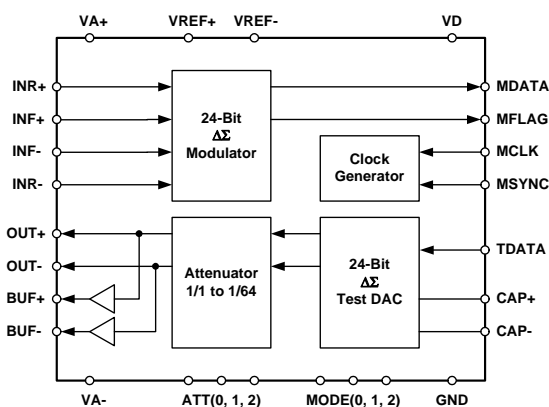 VA+ VREF+ VREF- VD
INR+
INF+
INF-
INR-
24-Bit
ΔΣ
Modulator
MDATA
MFLAG
MCLK
MSYNC
Clock
Generator
OUT+
OUT-
BUF+
BUF-
Attenuator
1/1 to 1/64
24-Bit
ΔΣ
Test DAC
TDATA
CAP+
CAP-
VA- ATT(0, 1, 2) MODE(0, 1, 2) GND